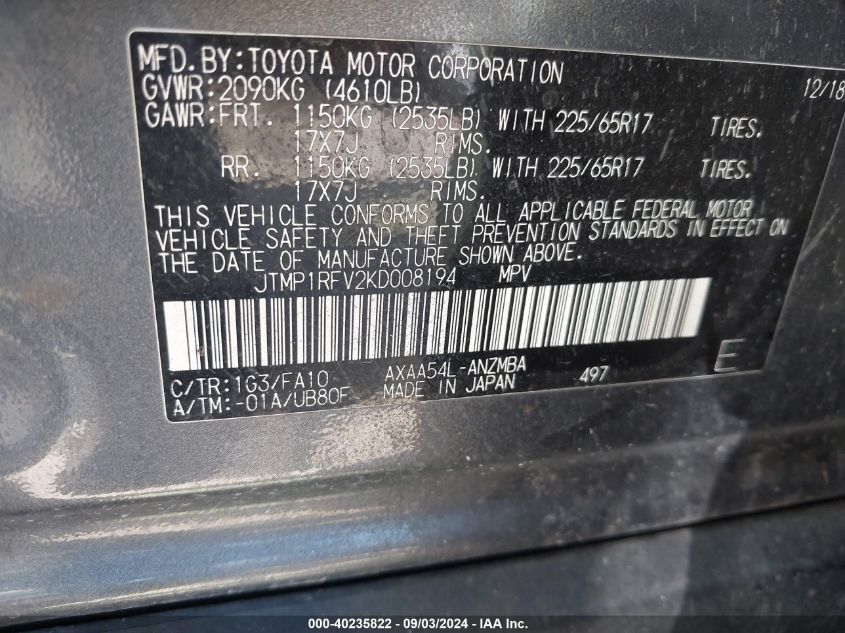 MFD. BY: TOYOTA MOTOR CORPORATION 12/18
GVWR: 2090KG (4610LB)
GAWR: FRT. 1150KG (2535LB) WITH 225/65R17 TIRES.
17X7J RIMS.
RR. 1150KG (2535LB) WITH 225/65R17 TIRES.
17X7J RIMS.
THIS VEHICLE CONFORMS TO ALL APPLICABLE FEDERAL MOTOR
VEHICLE SAFETY AND THEFT PREVENTION STANDARDS IN EFFECT ON
THE DATE OF MANUFACTURE SHOWN ABOVE.
JTMP1RFV2KD008194 MPV
C/TR: 1G3/FA10 AXAA54L-ANZMBA 497 E
A/TM: -01A/UB80F MADE IN JAPAN
000-40235822 - 09/03/2024 - IAA Inc.